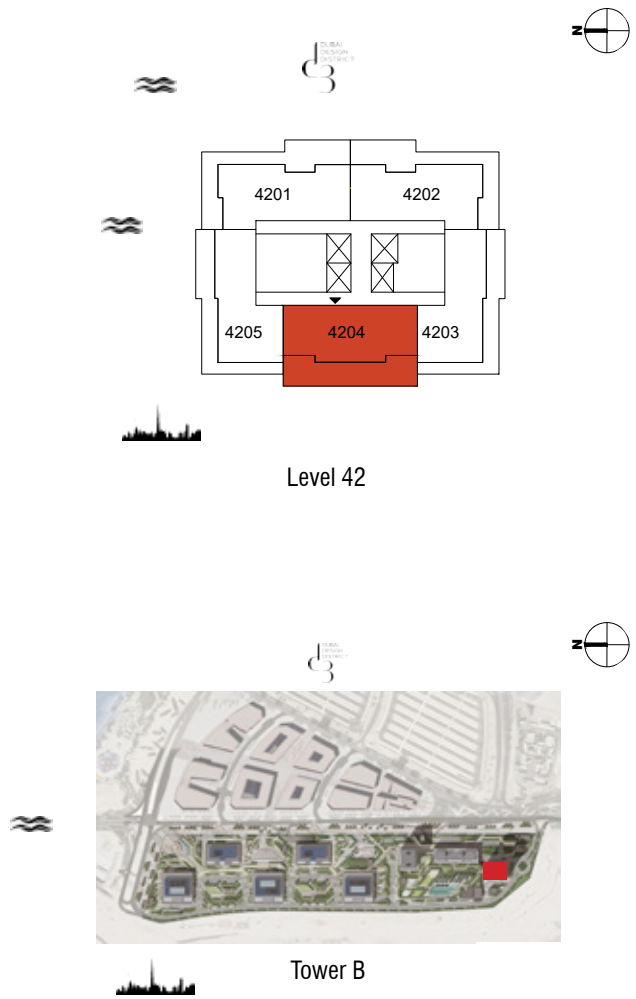 N
DUBAI
DESIGN
DISTRICT
4201
4202
4205
4204
4203
Level 42
N
DUBAI
DESIGN
DISTRICT
Tower B